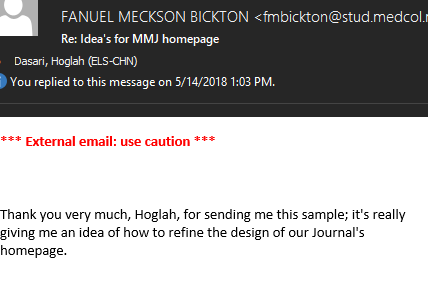 FANUEL MECKSON BICKTON <fmbickton@stud.medcol.
Re: Idea's for MMJ homepage
Dasari, Hoglah (ELS-CHN)
You replied to this message on 5/14/2018 1:03 PM.
*** External email: use caution ***
Thank you very much, Hoglah, for sending me this sample; it's really
giving me an idea of how to refine the design of our Journal's
homepage.